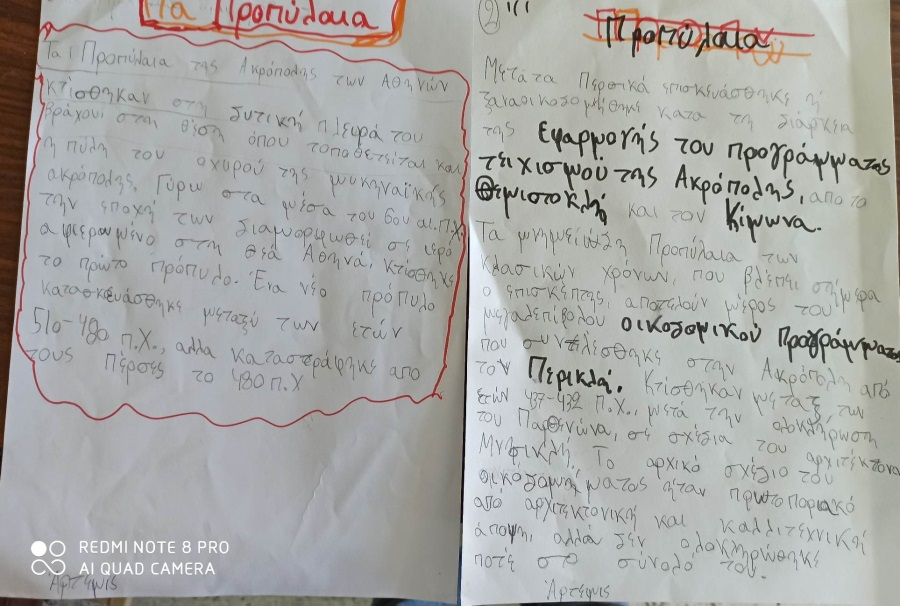 Τα Προπύλαια
Τα Προπύλαια της Ακρόπολης των Αθηνών
κτίσθηκαν στη δυτική πλευρά του
βράχου στη θέση όπου τοποθετείται και
η πύλη του οχυρού της μυκηναϊκής
ακρόπολης. Γύρω στα μέσα του 6ου αι. π.Χ
την εποχή των διαμορφωθεί σε ιερό
αφιερωμένο στη θεά Αθηνά, κτίσθηκε
το πρώτο πρόπυλο. Ένα νέο πρόπυλο
κατασκευάσθηκε μεταξύ των ετών
510-480 π.Χ., αλλα καταστράφηκε από
τους Πέρσες το 480 π.Χ
Άρτεμις
REDMI NOTE 8 PRO
AI QUAD CAMERA
2
Προπύλαια
Μετά τα Περσικά επισκευάσθηκε ή
ξαναοικοδομήθηκε κατα τη διάρκεια
της Εφαρμογής του προγράμματος
τειχισμού της Ακρόπολης, απο το
Θεμιστοκλή και τον Κίμωνα.
Τα μνημειώδη Προπύλαια των
κλασικών χρόνων, που βλέπει σήμερα
ο επισκέπτης, αποτελούν μέρος του
μεγαλεπίβολου οικοδομικού Προγράμματος
που συντελέσθηκε στην Ακρόπολη από
τον Περικλή. Κτίσθηκαν μεταξύ των
ετών 437-432 π.Χ., μετά την ολοκλήρωση
του Παρθενώνα, σε σχέδια του αρχιτέκτονα
Μνησικλή. Το αρχικό σχέδιο του
οικοδομήματος ήταν πρωτοποριακό
από αρχιτεκτονική και καλλιτεχνική
άποψη, αλλά δεν ολοκληρώθηκε
ποτέ στο σύνολό του.
Άρτεμις